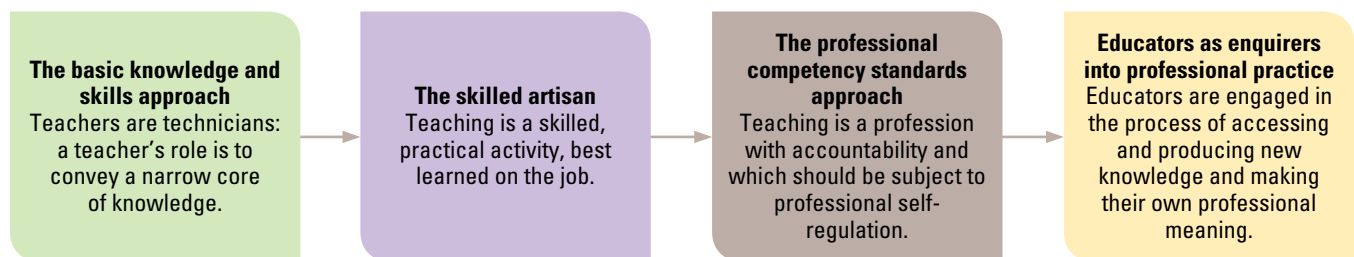 The basic knowledge and
skills approach
Teachers are technicians:
a teacher's role is to
convey a narrow core
of knowledge.
The skilled artisan
Teaching is a skilled,
practical activity, best
learned on the job.
The professional
competency standards
approach
Teaching is a profession
with accountability and
which should be subject to
professional self-
regulation.
Educators as enquirers
into professional practice
Educators are engaged in
the process of accessing
and producing new
knowledge and making
their own professional
meaning.